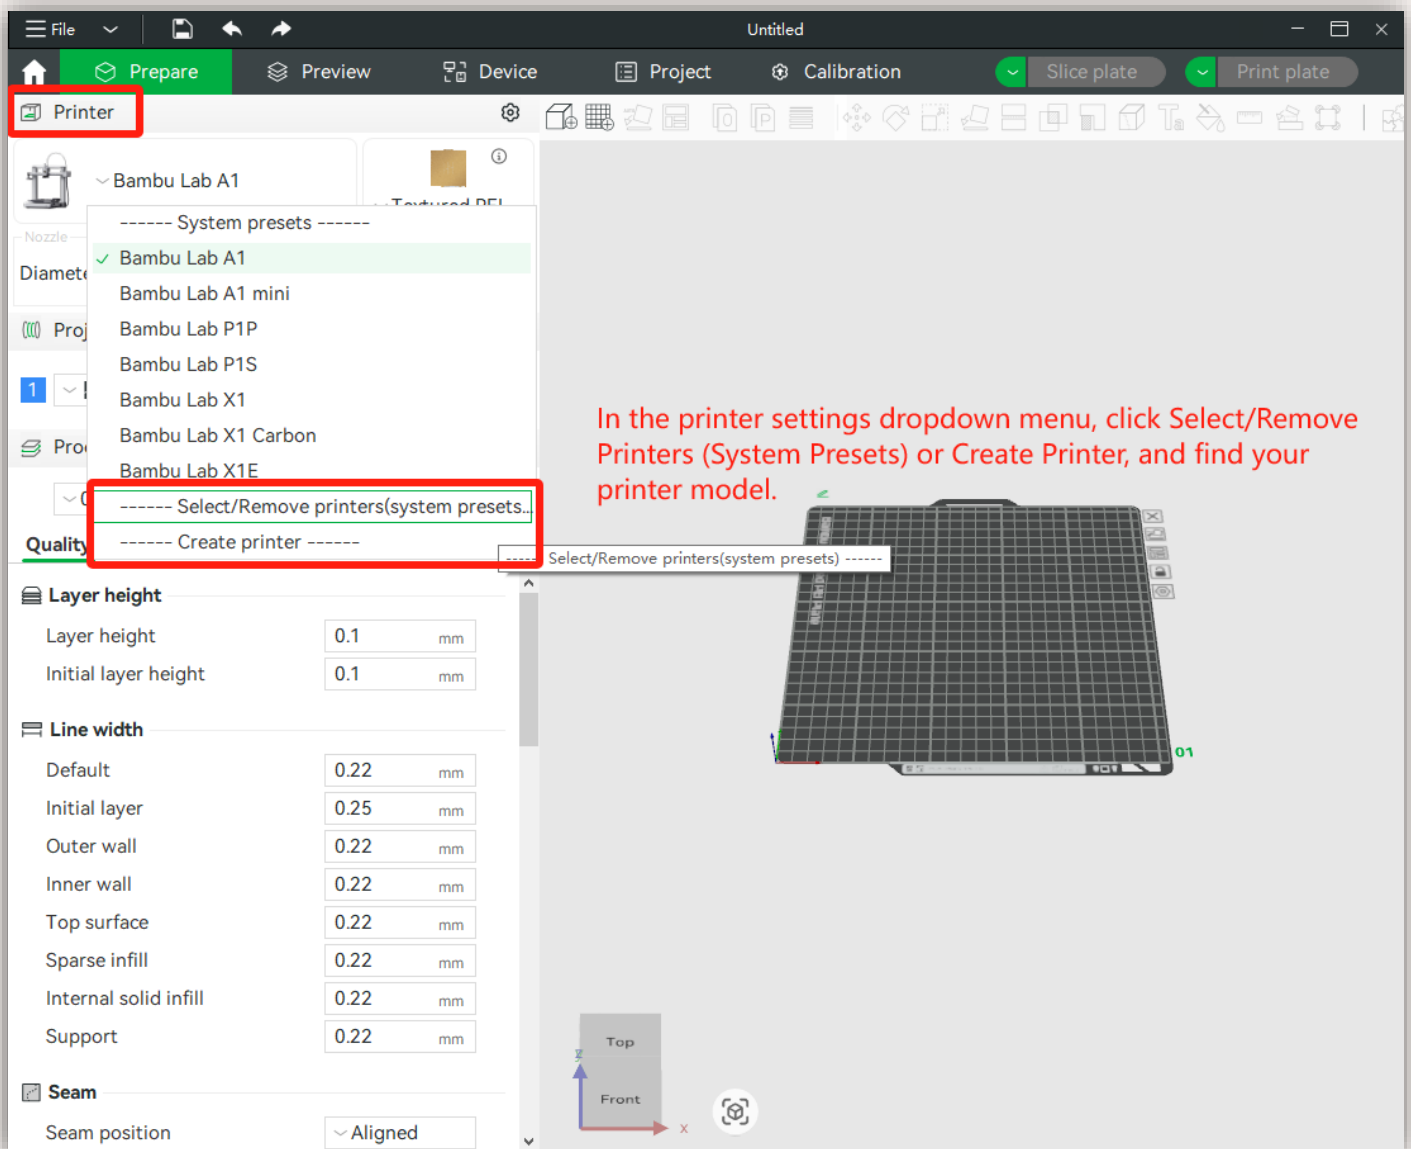 File
Untitled
Prepare
Preview
Device
Project
Calibration
Slice plate
Print plate
Printer
Bambu Lab A1
Nozzle
------ System presets ------
Bambu Lab A1
Bambu Lab A1 mini
Bambu Lab P1P
Bambu Lab P1S
Bambu Lab X1
Bambu Lab X1 Carbon
Bambu Lab X1E
------ Select/Remove printers(system presets...
------ Create printer ------
Select/Remove printers(system presets) ------
In the printer settings dropdown menu, click Select/Remove
Printers (System Presets) or Create Printer, and find your
printer model.
1
Quality
Layer height
Layer height 0.1 mm
Initial layer height 0.1 mm
Line width
Default 0.22 mm
Initial layer 0.25 mm
Outer wall 0.22 mm
Inner wall 0.22 mm
Top surface 0.22 mm
Sparse infill 0.22 mm
Internal solid infill 0.22 mm
Support 0.22 mm
Seam
Seam position Aligned
01
Top
Front
z
x